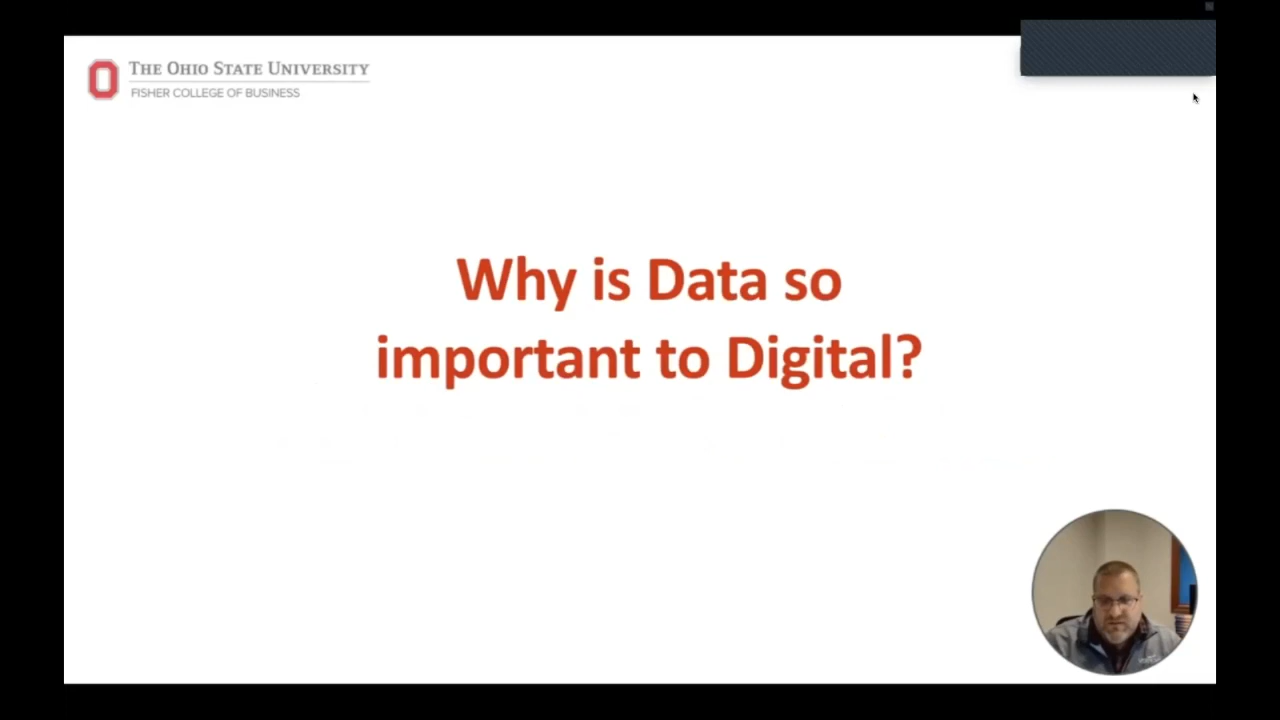 THE OHIO STATE UNIVERSITY
FISHER COLLEGE OF BUSINESS
Why is Data so
important to Digital?